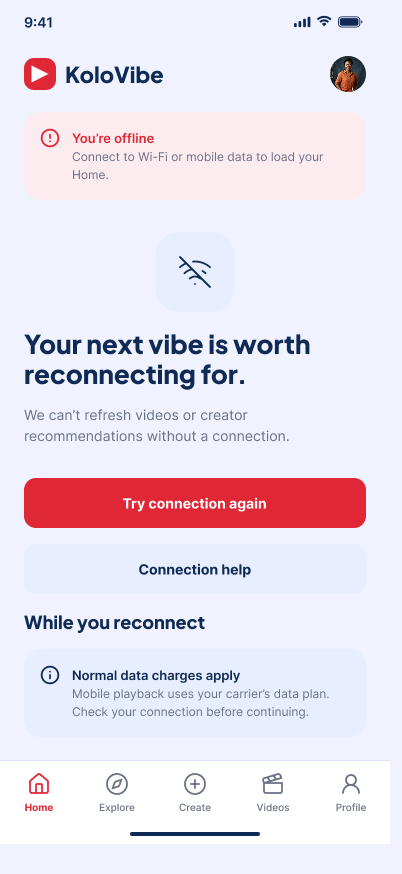 9:41
KoloVibe
You’re offline
Connect to Wi-Fi or mobile data to load your
Home.
Your next vibe is worth
reconnecting for.
We can’t refresh videos or creator
recommendations without a connection.
Try connection again
Connection help
While you reconnect
Normal data charges apply
Mobile playback uses your carrier’s data plan.
Check your connection before continuing.
Home
Explore
Create
Videos
Profile